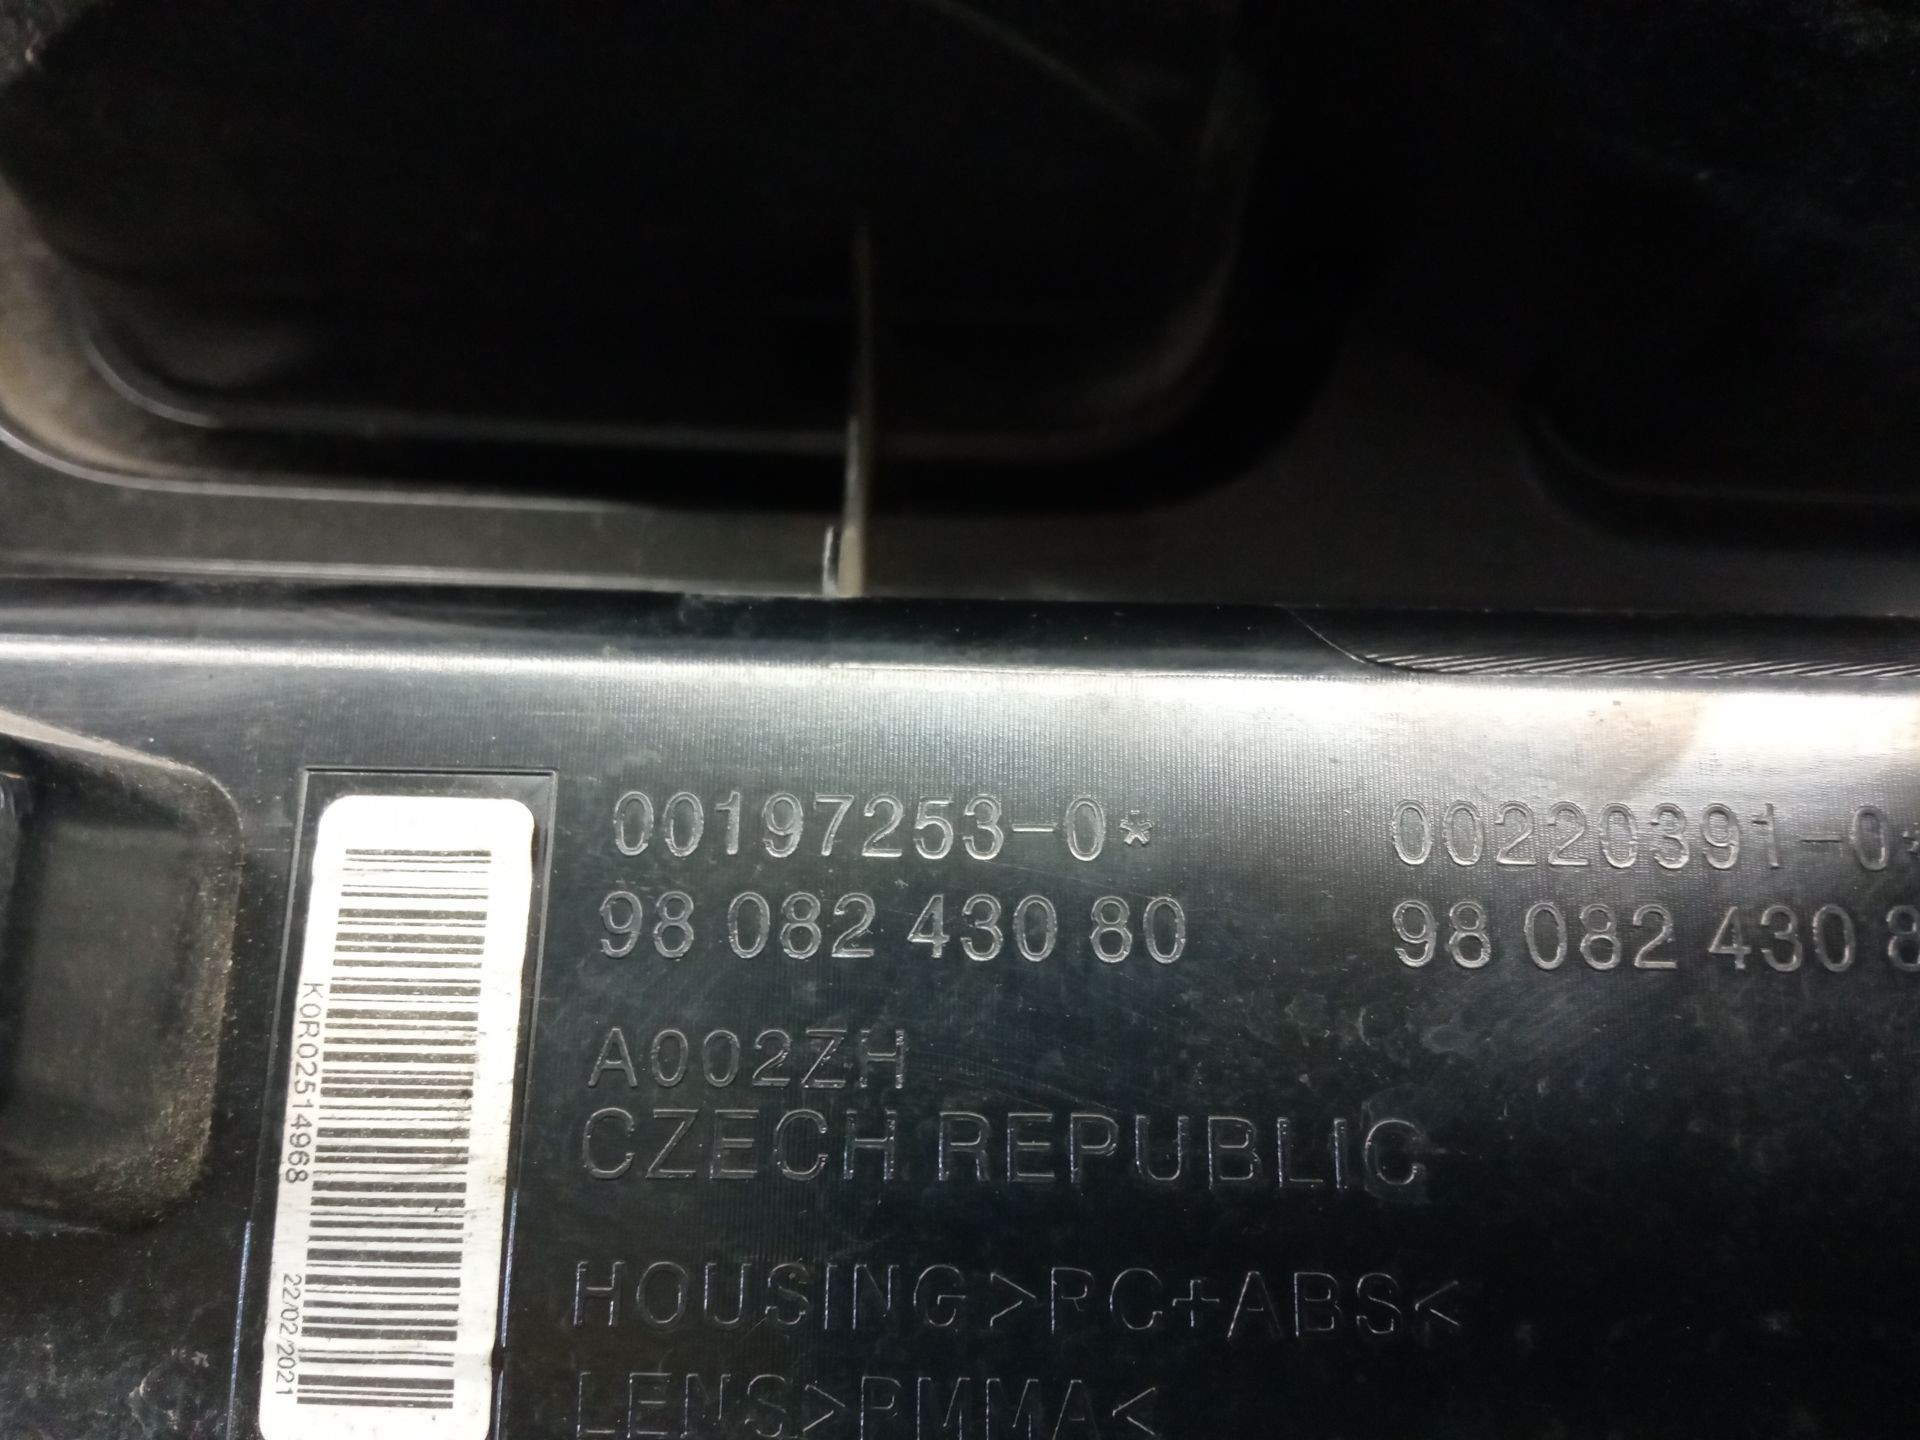 00197253-0*
98 082 430 80
A002ZH
CZECH REPUBLIC
HOUSING>PC+ABS<
LENS>PMMA<
00220391-0*
98 082 430 8
K0R02514968
22/02/2021